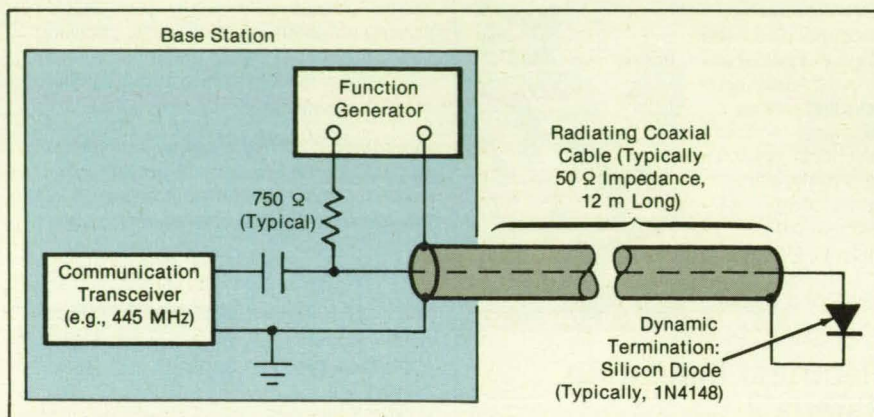 Base Station
Function
Generator
Radiating Coaxial
Cable (Typically
50 Ω Impedance,
12 m Long)
750 Ω
(Typical)
Communication
Transceiver
(e.g., 445 MHz)
Dynamic
Termination:
Silicon Diode
(Typically, 1N4148)